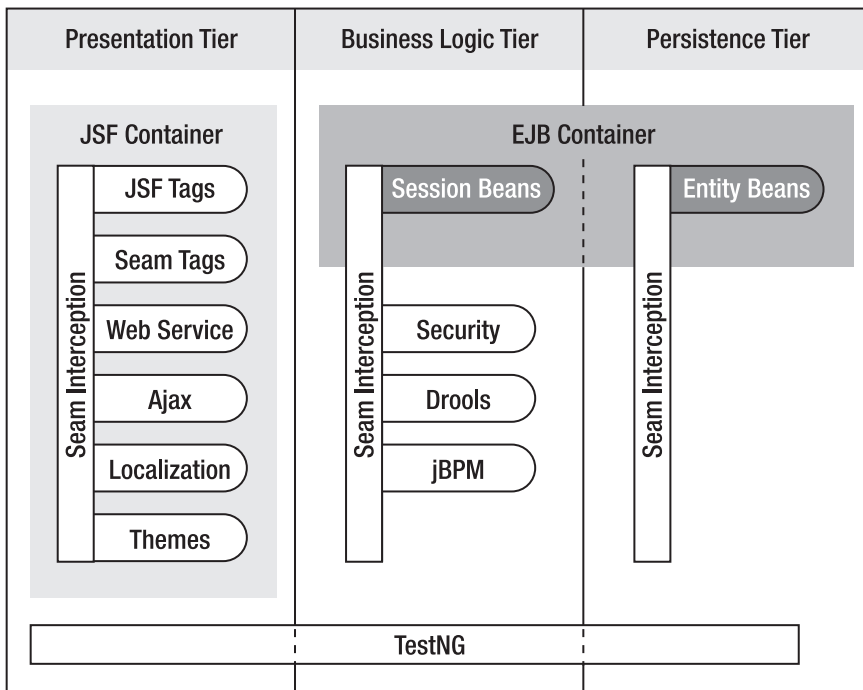 Presentation Tier
Business Logic Tier
Persistence Tier
JSF Container
Seam Interception
JSF Tags
Seam Tags
Web Service
Ajax
Localization
Themes
EJB Container
Seam Interception
Session Beans
Security
Drools
jBPM
Seam Interception
Entity Beans
TestNG